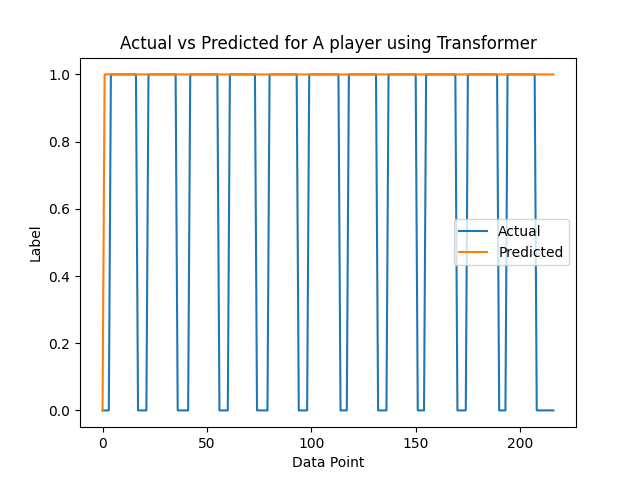 Actual vs Predicted for A player using Transformer
1.0
0.8
0.6
0.4
0.2
0.0
Label
Actual
Predicted
0 50 100 150 200
Data Point